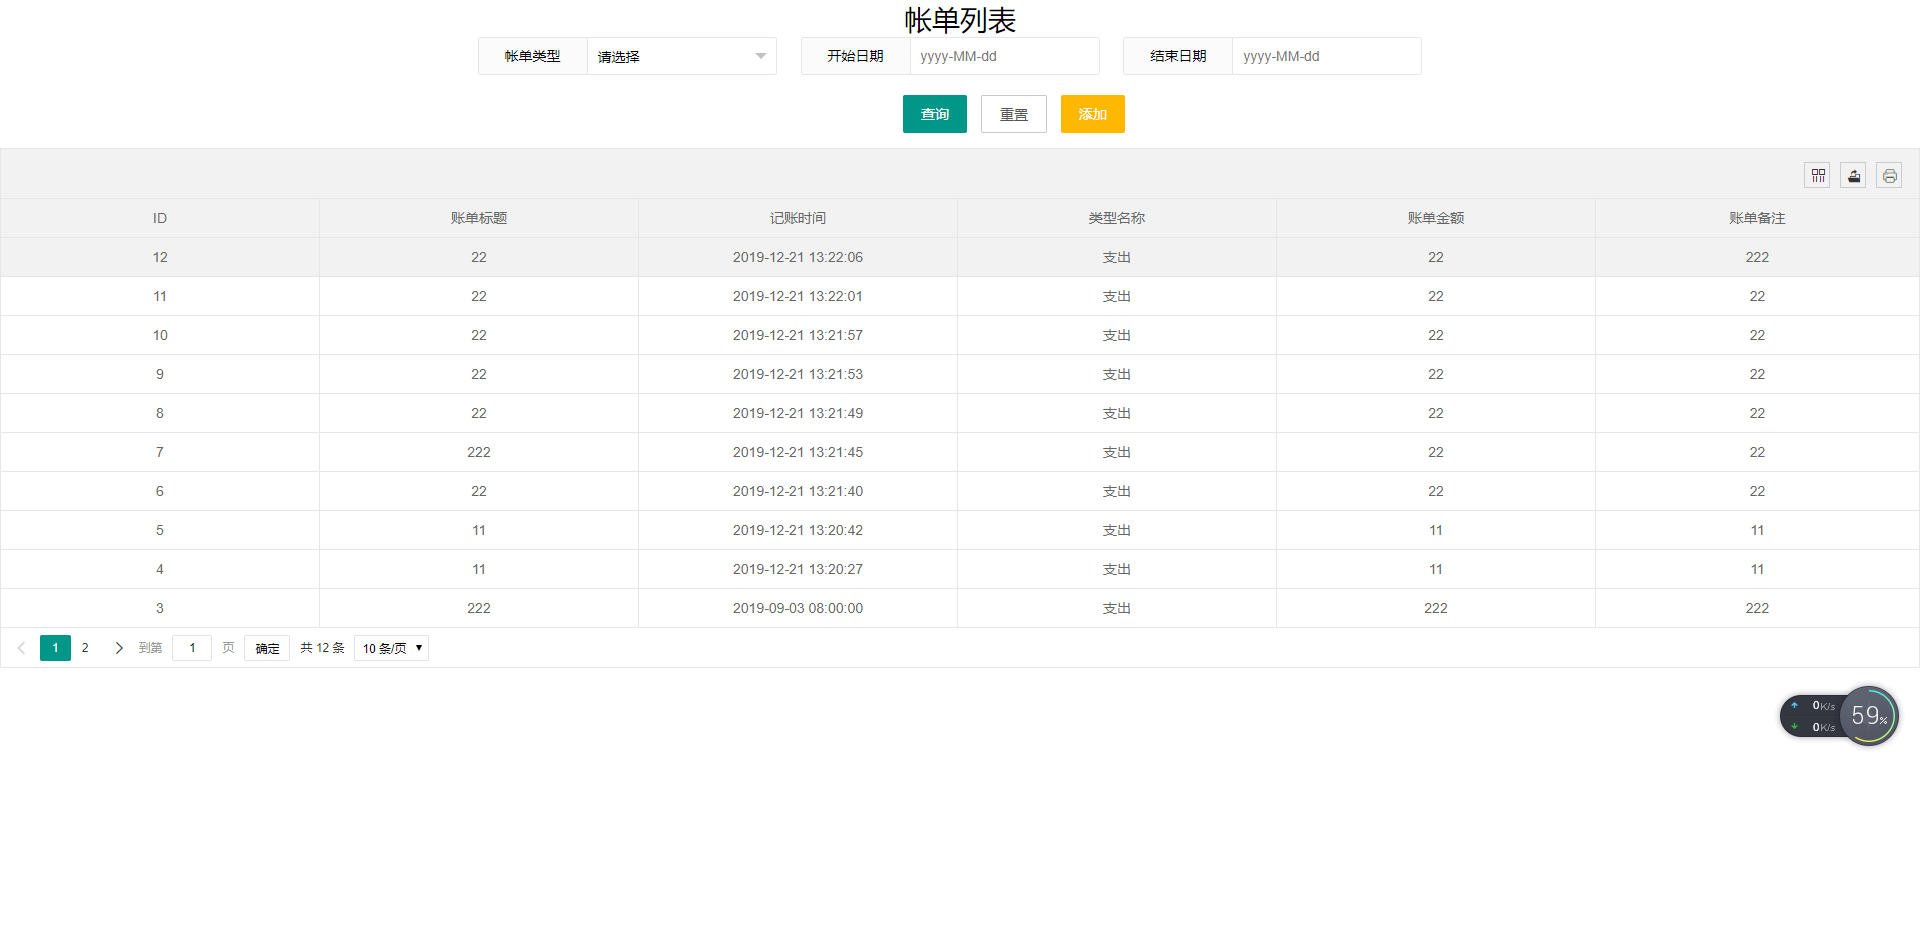 帐单列表
帐单类型 请选择 开始日期 yyyy-MM-dd 结束日期 yyyy-MM-dd
查询 重置 添加
ID 账单标题 记账时间 类型名称 账单金额 账单备注
12 22 2019-12-21 13:22:06 支出 22 222
11 22 2019-12-21 13:22:01 支出 22 22
10 22 2019-12-21 13:21:57 支出 22 22
9 22 2019-12-21 13:21:53 支出 22 22
8 22 2019-12-21 13:21:49 支出 22 22
7 222 2019-12-21 13:21:45 支出 22 22
6 22 2019-12-21 13:21:40 支出 22 22
5 11 2019-12-21 13:20:42 支出 11 11
4 11 2019-12-21 13:20:27 支出 11 11
3 222 2019-09-03 08:00:00 支出 222 222
1 2 到第 1 页 确定 共 12 条 10 条/页
0K/s
0K/s
59%